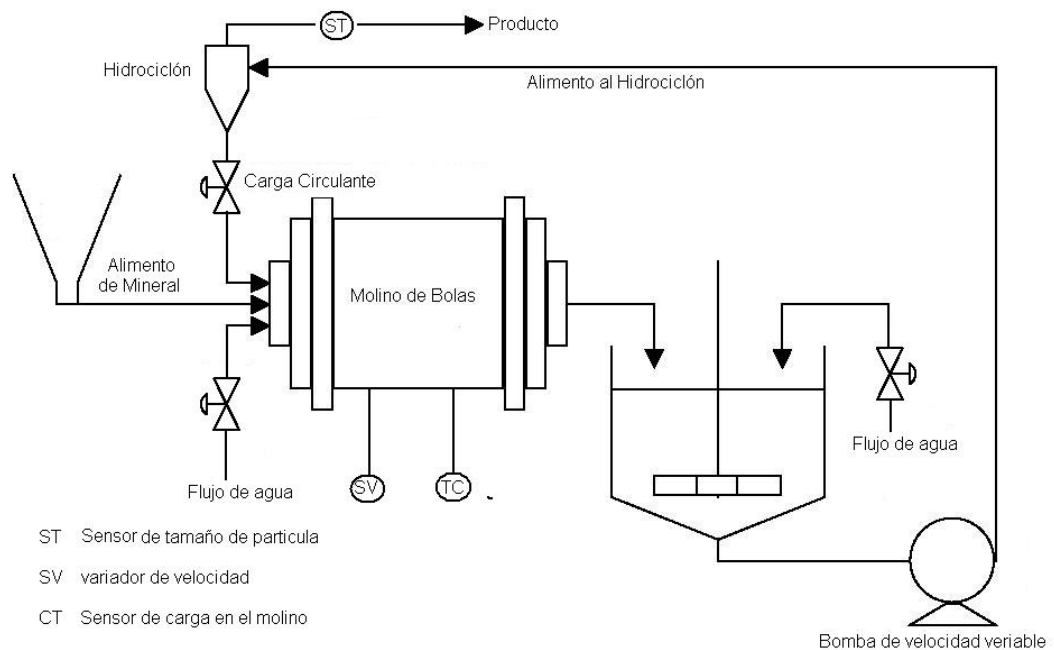 ST
Producto
Hidrociclón
Alimento al Hidrociclón
Carga Circulante
Alimento
de Mineral
Molino de Bolas
Flujo de agua
Flujo de agua
SV
TC
ST Sensor de tamaño de particula
SV variador de velocidad
CT Sensor de carga en el molino
Bomba de velocidad veriable